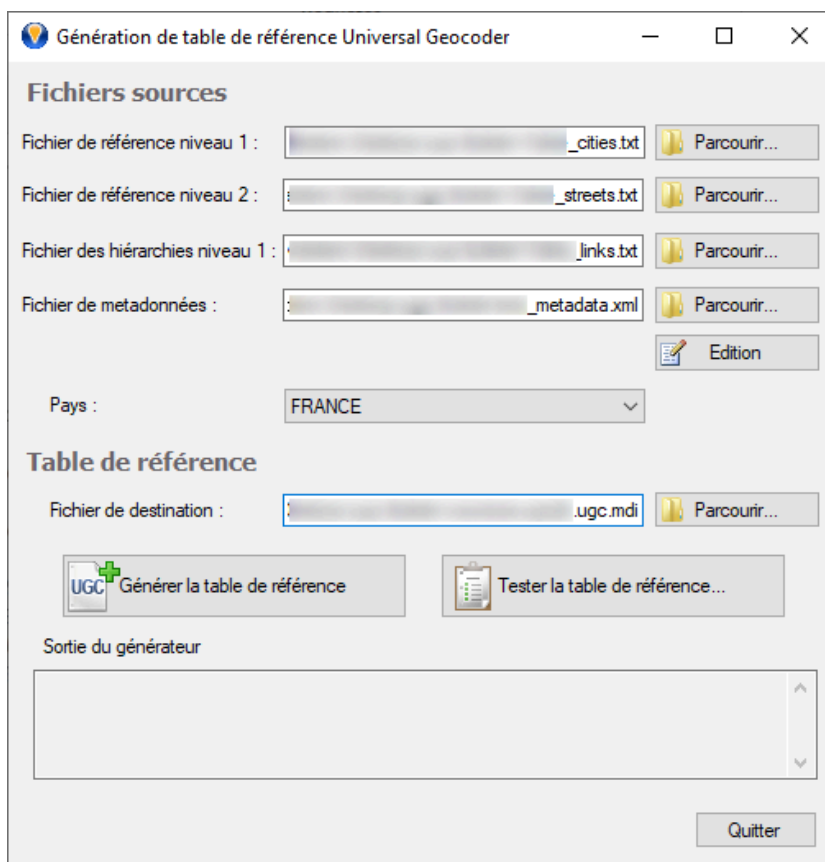 Génération de table de référence Universal Geocoder
Fichiers sources
Fichier de référence niveau 1 : _cities.txt Parcourir...
Fichier de référence niveau 2 : _streets.txt Parcourir...
Fichier des hiérarchies niveau 1 : _links.txt Parcourir...
Fichier de metadonnées : _metadata.xml Parcourir...
Edition
Pays : FRANCE
Table de référence
Fichier de destination : .ugc.mdi Parcourir...
UGC Générer la table de référence Tester la table de référence...
Sortie du générateur
Quitter